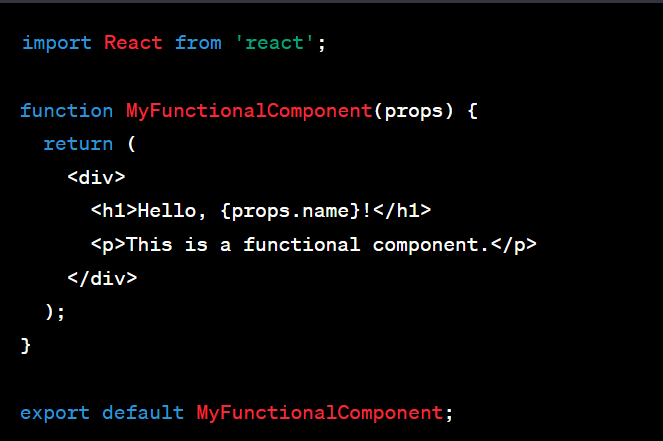 import React from 'react';
function MyFunctionalComponent(props) {
  return (
    <div>
      <h1>Hello, {props.name}!</h1>
      <p>This is a functional component.</p>
    </div>
  );
}
export default MyFunctionalComponent;